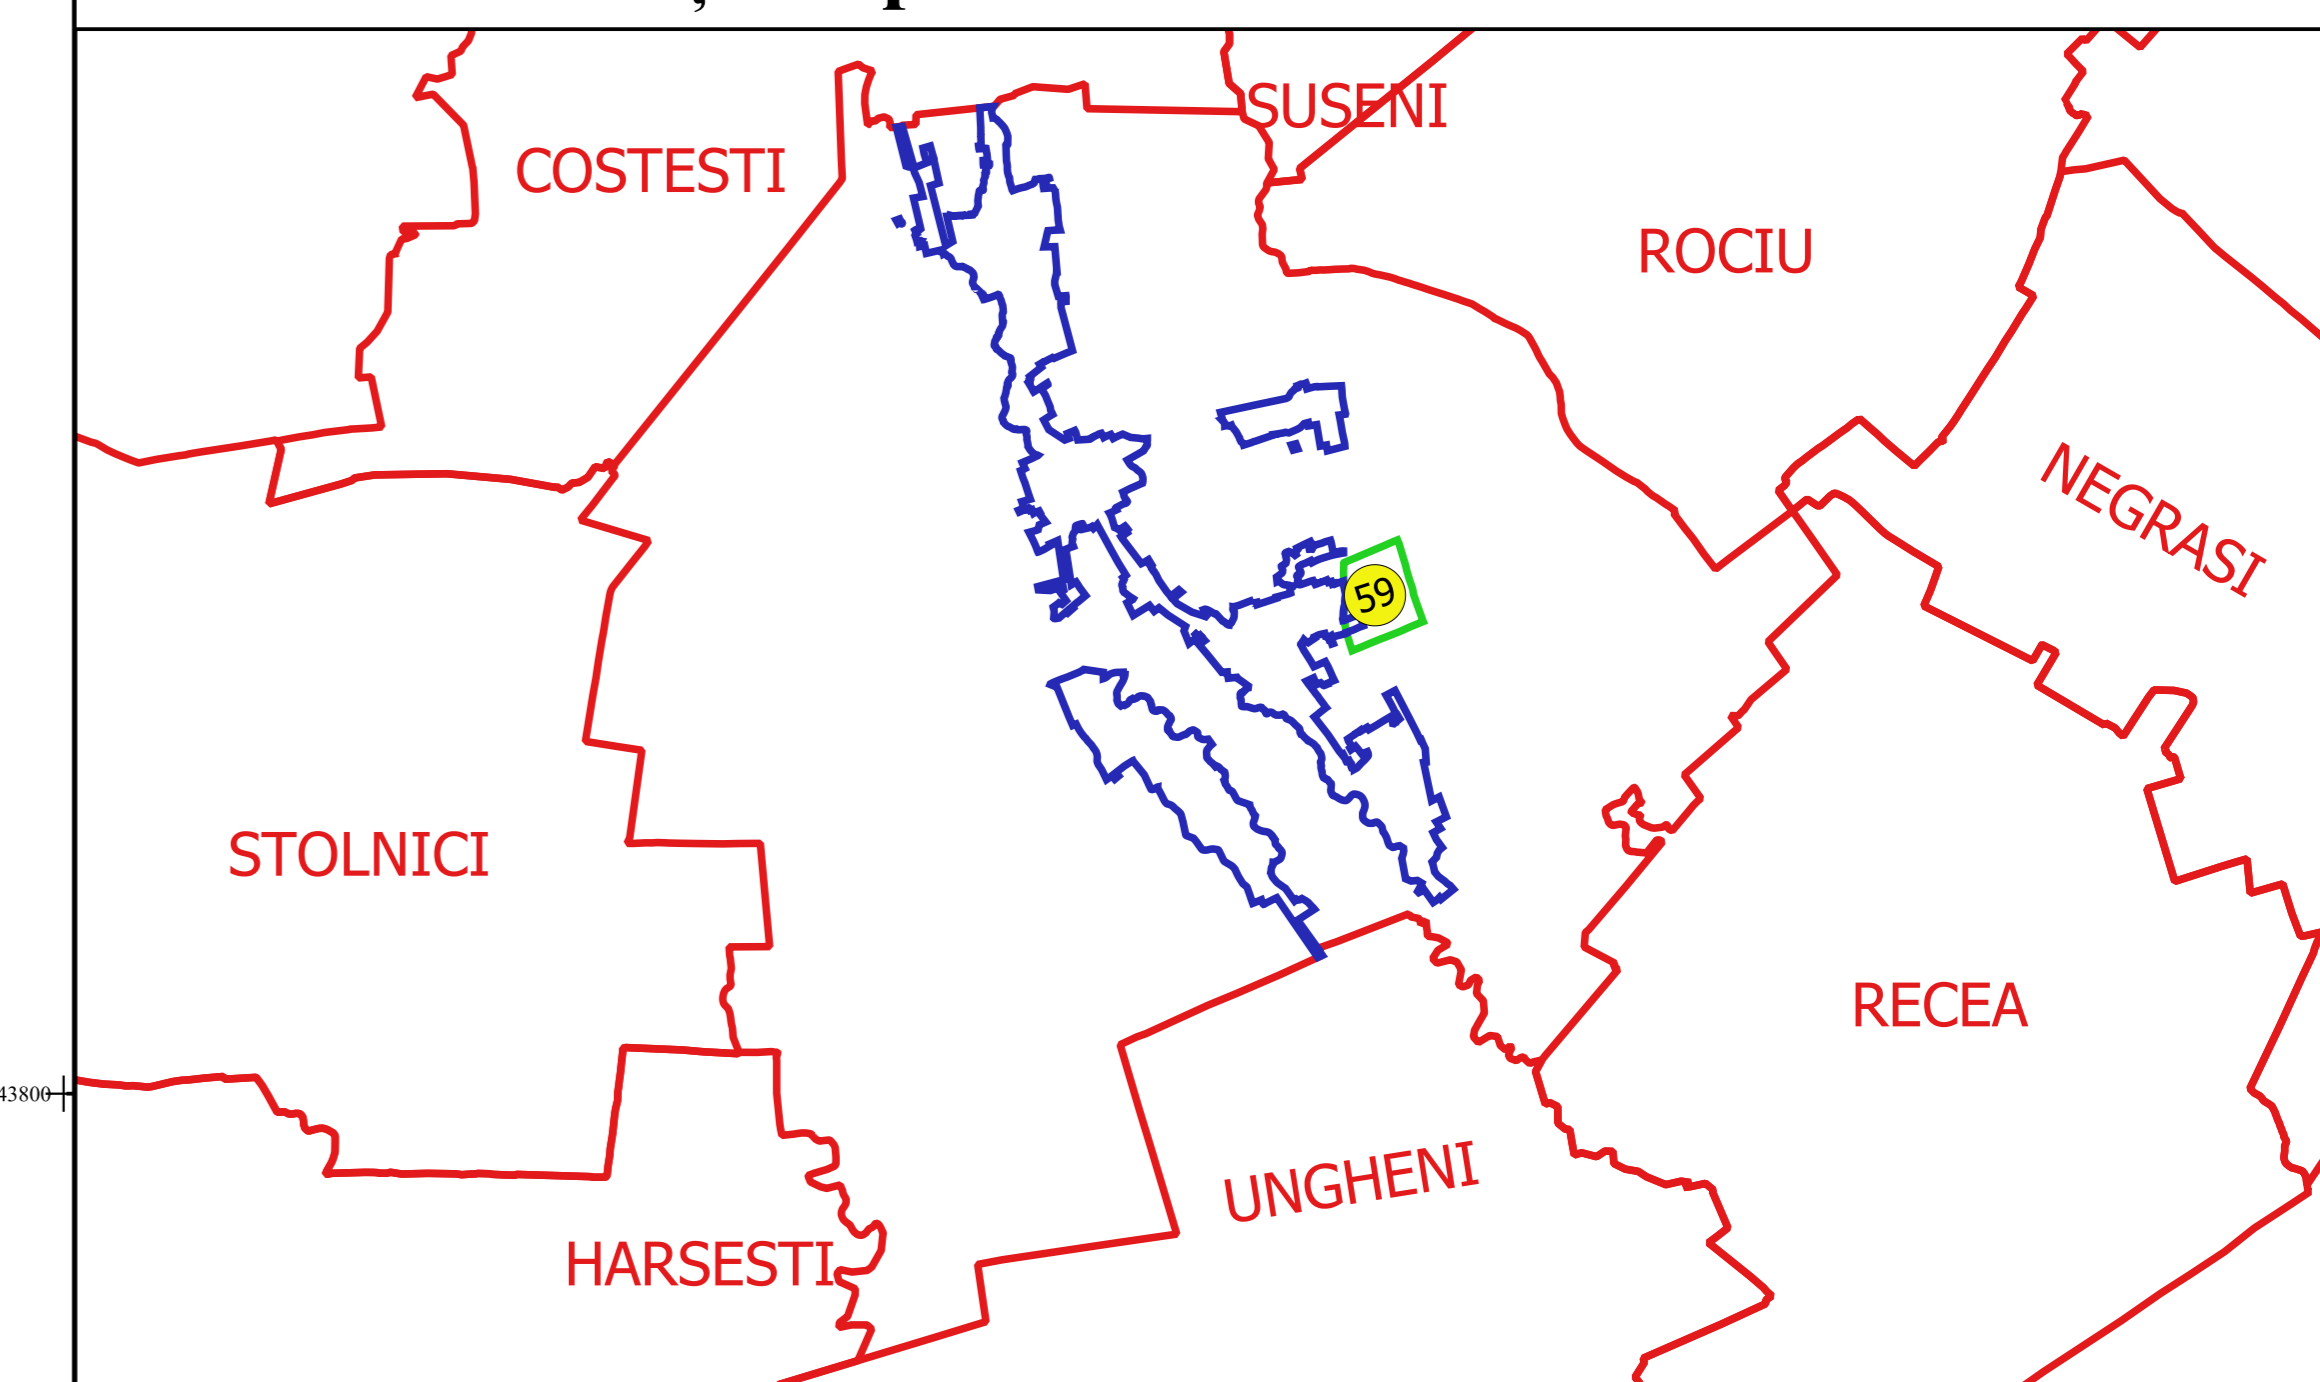 SUSENI
COSTESTI
ROCIU
NEGRASI
59
STOLNICI
RECEA
43800
UNGHENI
HARSESTI